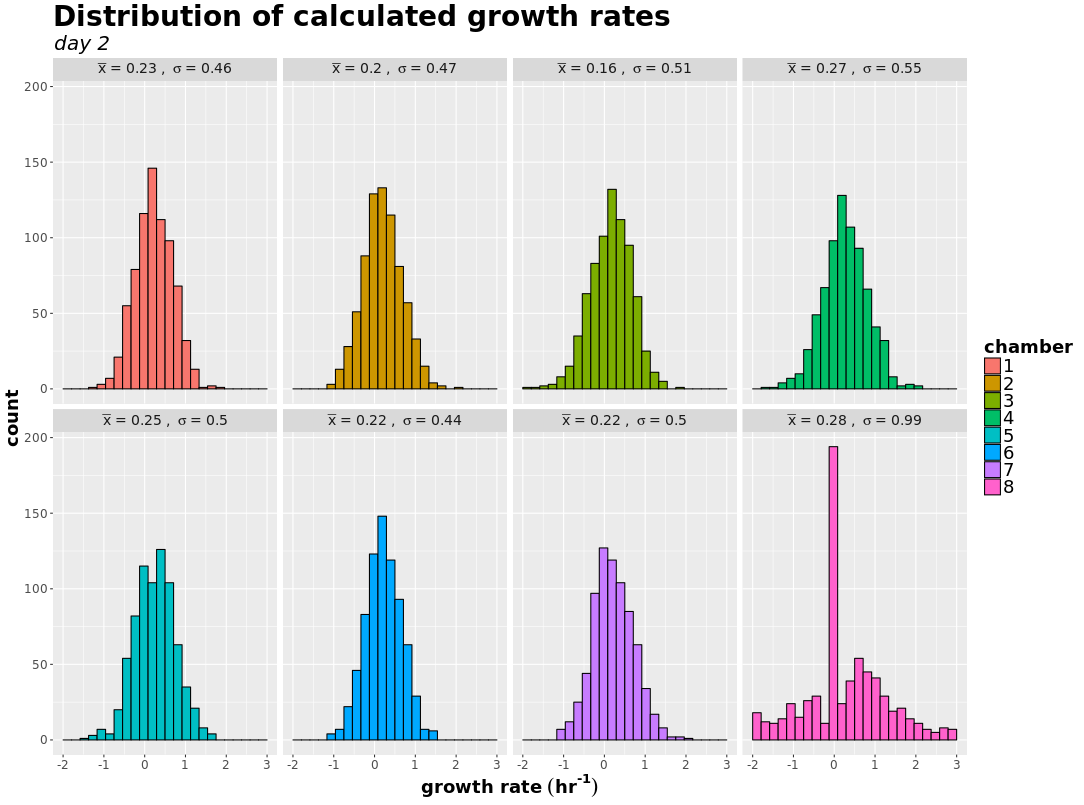 Distribution of calculated growth rates
day 2
x̅ = 0.23 , σ = 0.46
x̅ = 0.2 , σ = 0.47
x̅ = 0.16 , σ = 0.51
x̅ = 0.27 , σ = 0.55
200
150
100
50
0
x̅ = 0.25 , σ = 0.5
x̅ = 0.22 , σ = 0.44
x̅ = 0.22 , σ = 0.5
x̅ = 0.28 , σ = 0.99
200
150
100
50
0
-2 -1 0 1 2 3
-2 -1 0 1 2 3
-2 -1 0 1 2 3
-2 -1 0 1 2 3
count
growth rate (hr⁻¹)
chamber
1
2
3
4
5
6
7
8